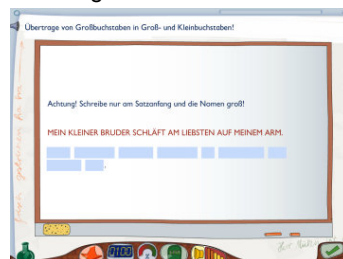 Übertrage von Großbuchstaben in Groß- und Kleinbuchstaben!
Achtung! Schreibe nur am Satzanfang und die Nomen groß!
MEIN KLEINER BRUDER SCHLÄFT AM LIEBSTEN AUF MEINEM ARM.
.
0100